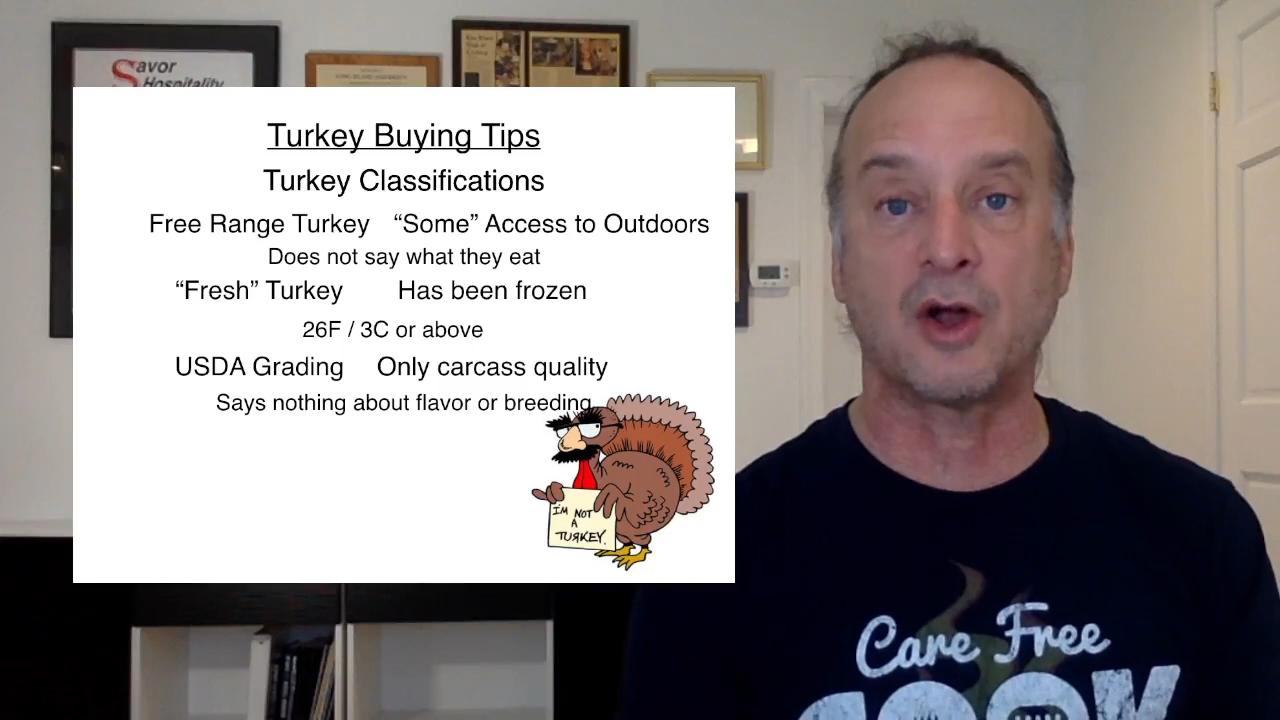 Savor
Hospitality
Turkey Buying Tips
Turkey Classifications
Free Range Turkey “Some” Access to Outdoors
Does not say what they eat
“Fresh” Turkey Has been frozen
26F / 3C or above
USDA Grading Only carcass quality
Says nothing about flavor or breeding
I'M NOT
A
TURKEY.
Care Free
COOK